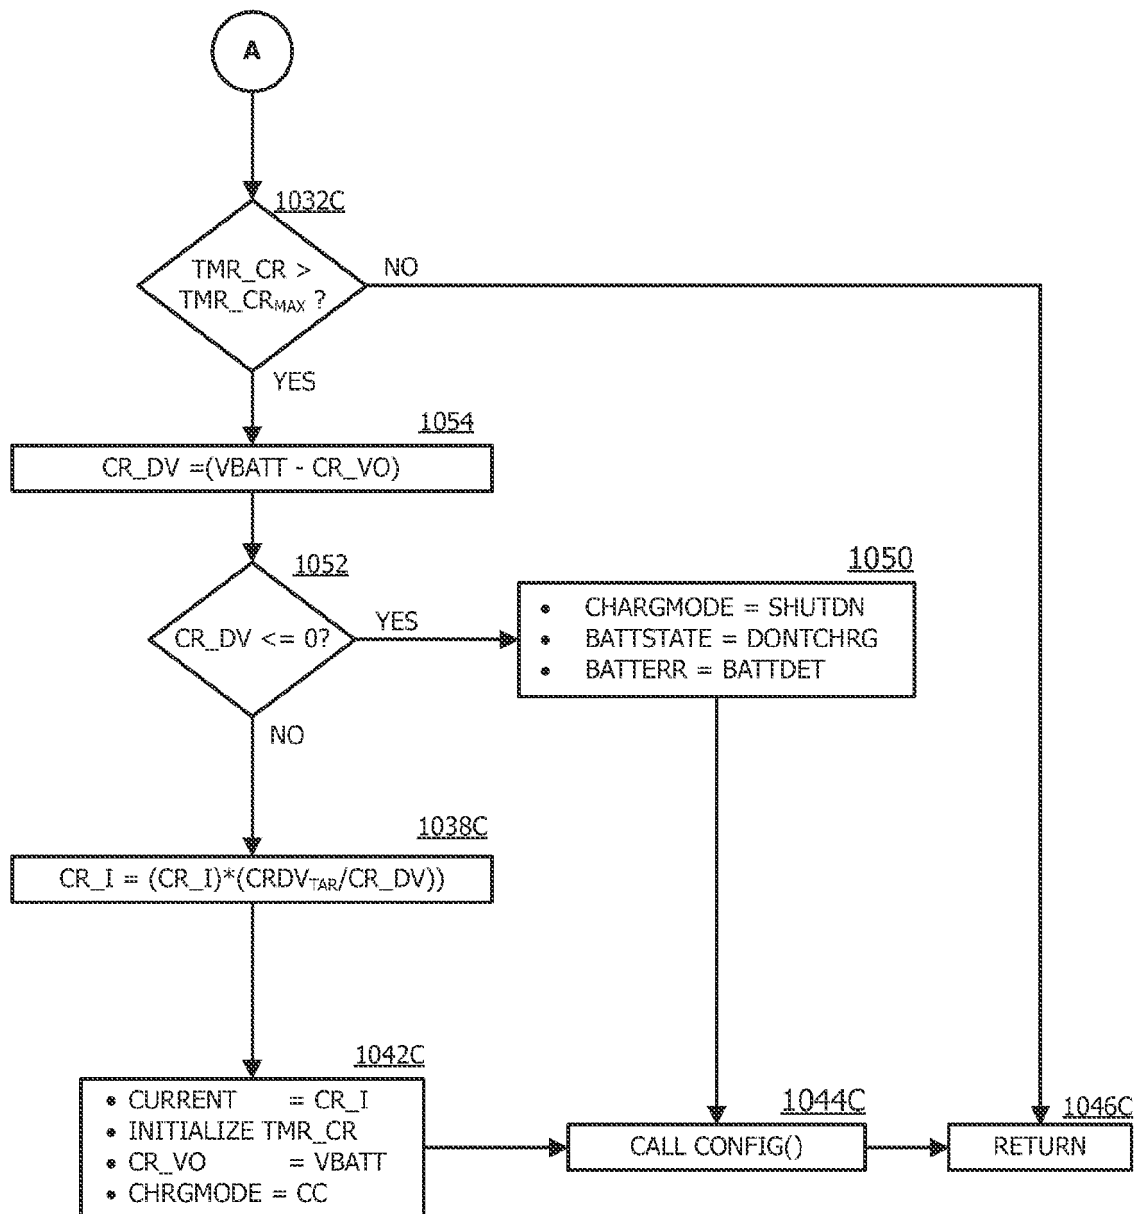 A
1032C
TMR_CR >
TMR_CRMAX ?
NO
YES
1054
CR_DV =(VBATT - CR_VO)
1052
CR_DV <= 0?
YES
NO
1050
• CHARGMODE = SHUTDN
• BATTSTATE = DONTCHRG
• BATTERR = BATTDET
1038C
CR_I = (CR_I)*(CRDVTAR/CR_DV))
1042C
• CURRENT = CR_I
• INITIALIZE TMR_CR
• CR_VO = VBATT
• CHRGMODE = CC
1044C
CALL CONFIG()
1046C
RETURN